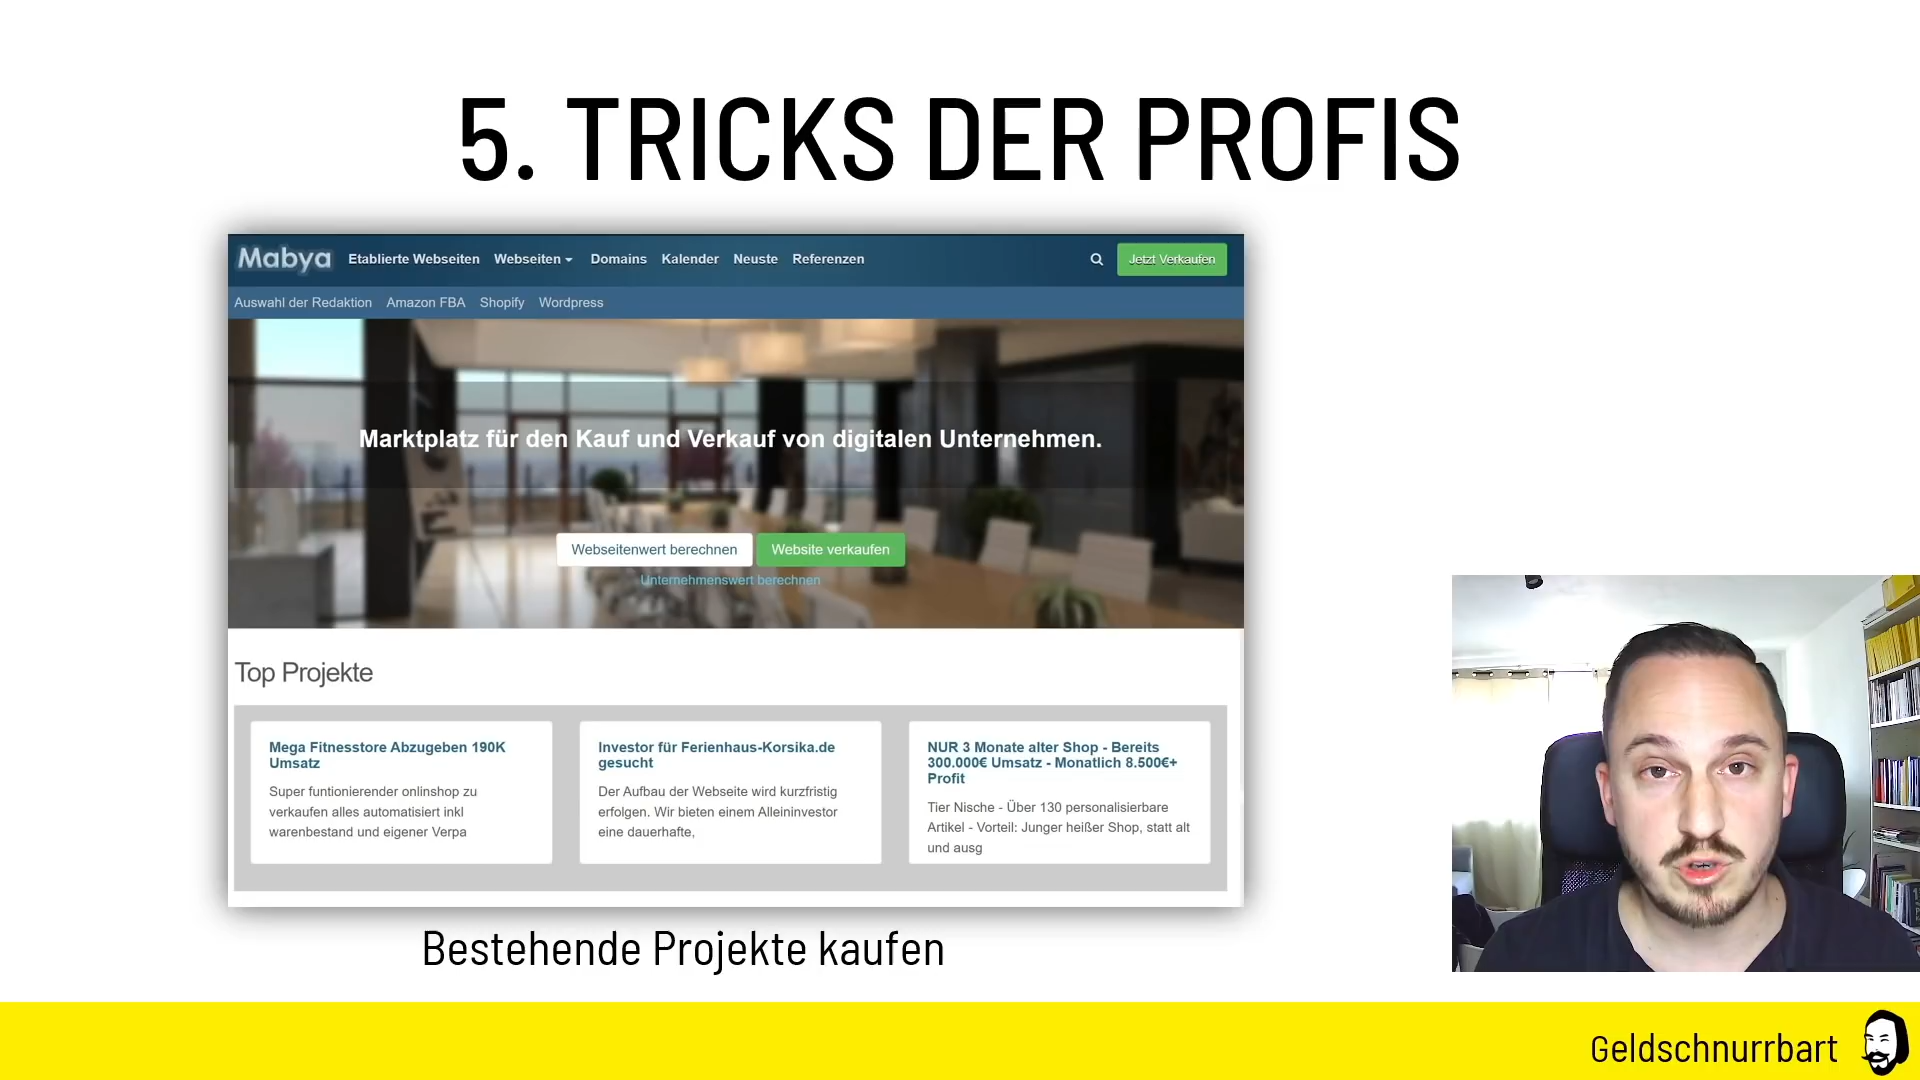 5. TRICKS DER PROFIS
Mabya Etablierte Webseiten Webseiten Domains Kalender Neuste Referenzen Jetzt Verkaufen
Auswahl der Redaktion Amazon FBA Shopify Wordpress
Marktplatz für den Kauf und Verkauf von digitalen Unternehmen.
Webseitenwert berechnen Website verkaufen
Unternehmenswert berechnen
Top Projekte
Mega Fitnesstore Abzugeben 190K
Umsatz
Super funtionierender onlinshop zu
verkaufen alles automatisiert inkl
warenbestand und eigener Verpa
Investor für Ferienhaus-Korsika.de
gesucht
Der Aufbau der Webseite wird kurzfristig
erfolgen. Wir bieten einem Alleininvestor
eine dauerhafte,
NUR 3 Monate alter Shop - Bereits
300.000€ Umsatz - Monatlich 8.500€+
Profit
Tier Nische - Über 130 personalisierbare
Artikel - Vorteil: Junger heißer Shop, statt alt
und ausg
Bestehende Projekte kaufen
Geldschnurrbart